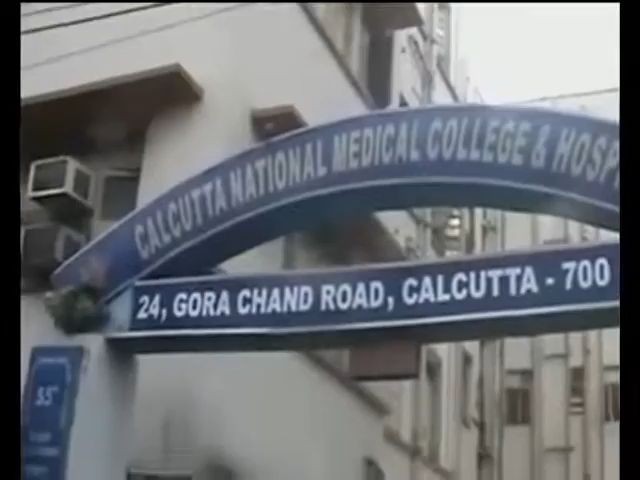 CALCUTTA NATIONAL MEDICAL COLLEGE & HOSP
24, GORA CHAND ROAD, CALCUTTA - 700